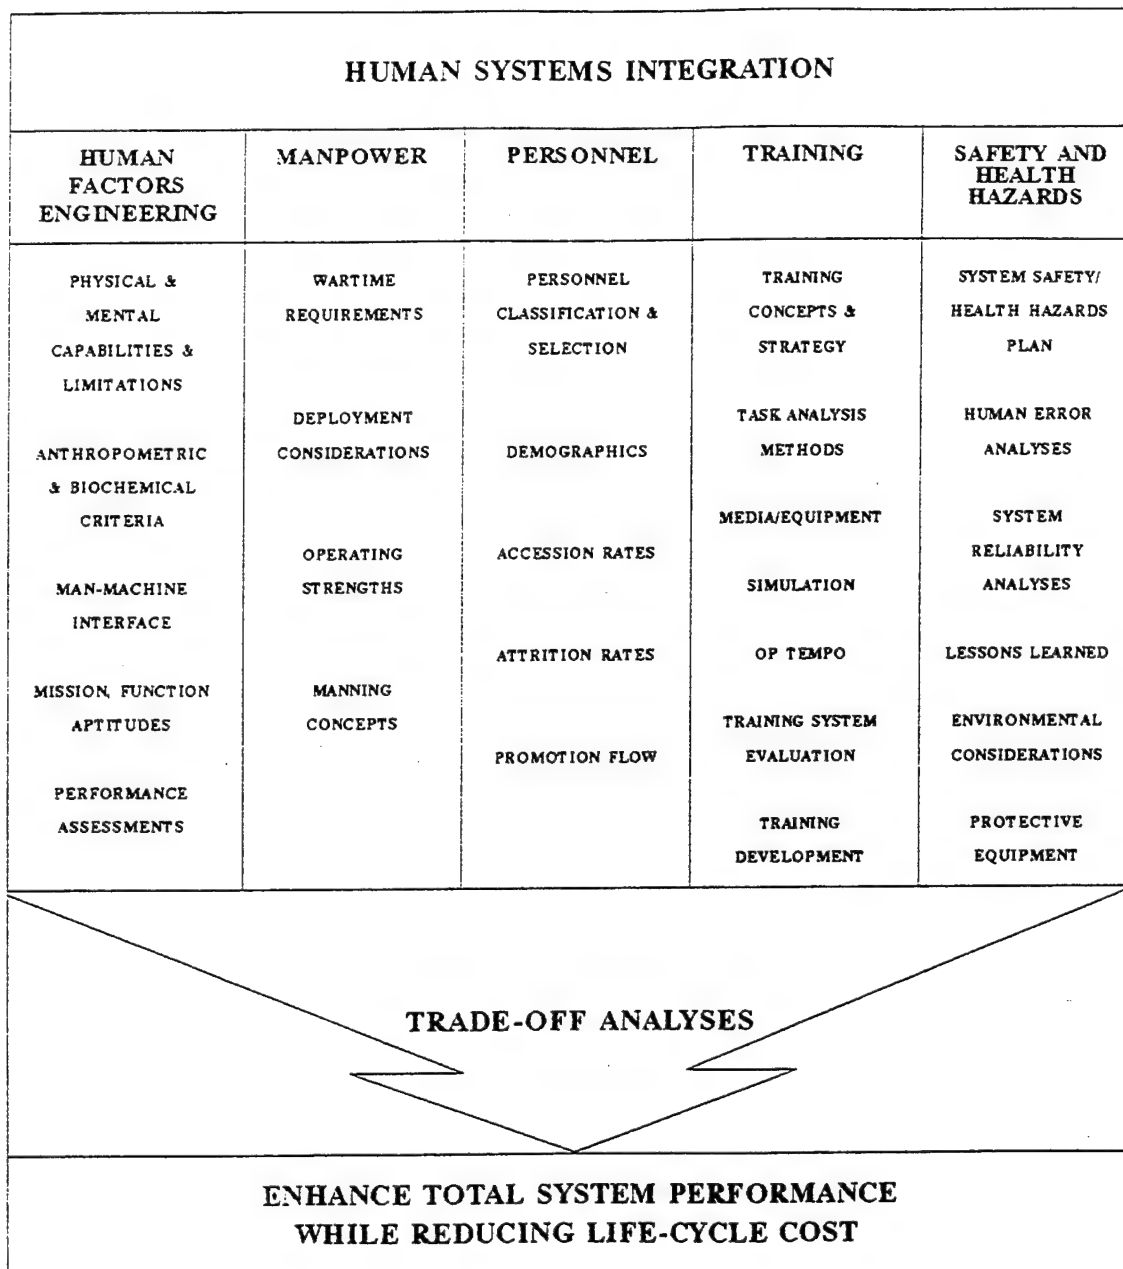 HUMAN SYSTEMS INTEGRATION
HUMAN
FACTORS
ENGINEERING
MANPOWER
PERSONNEL
TRAINING
SAFETY AND
HEALTH
HAZARDS
PHYSICAL &
MENTAL
CAPABILITIES &
LIMITATIONS
ANTHROPOMETRIC
& BIOCHEMICAL
CRITERIA
MAN-MACHINE
INTERFACE
MISSION, FUNCTION
APTITUDES
PERFORMANCE
ASSESSMENTS
WARTIME
REQUIREMENTS
DEPLOYMENT
CONSIDERATIONS
OPERATING
STRENGTHS
MANNING
CONCEPTS
PERSONNEL
CLASSIFICATION &
SELECTION
DEMOGRAPHICS
ACCESSION RATES
ATTRITION RATES
PROMOTION FLOW
TRAINING
CONCEPTS &
STRATEGY
TASK ANALYSIS
METHODS
MEDIA/EQUIPMENT
SIMULATION
OP TEMPO
TRAINING SYSTEM
EVALUATION
TRAINING
DEVELOPMENT
SYSTEM SAFETY/
HEALTH HAZARDS
PLAN
HUMAN ERROR
ANALYSES
SYSTEM
RELIABILITY
ANALYSES
LESSONS LEARNED
ENVIRONMENTAL
CONSIDERATIONS
PROTECTIVE
EQUIPMENT
TRADE-OFF ANALYSES
ENHANCE TOTAL SYSTEM PERFORMANCE
WHILE REDUCING LIFE-CYCLE COST